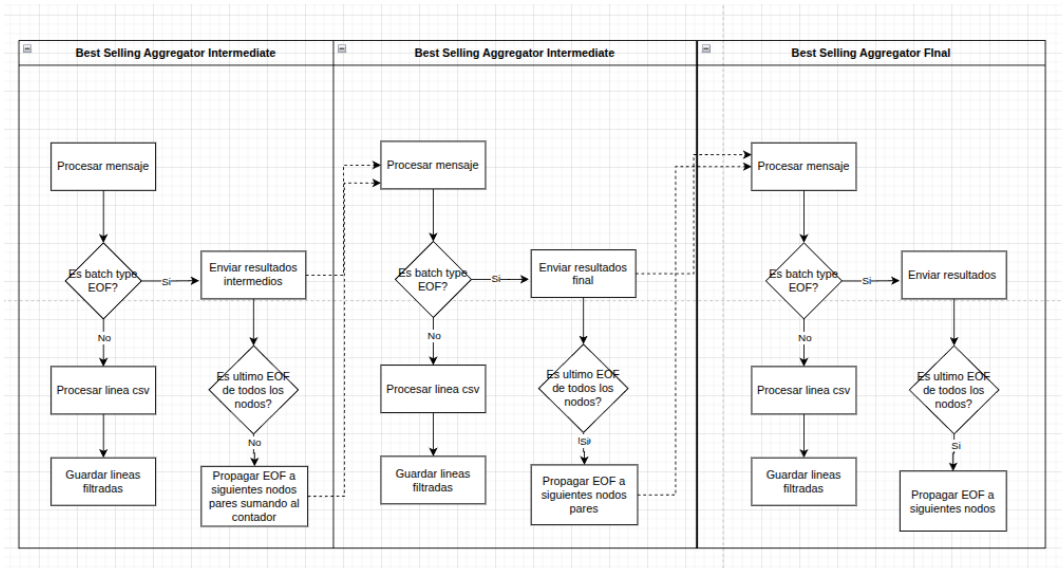 Best Selling Aggregator Intermediate
Procesar mensaje
Es batch type
EOF?
Si
Enviar resultados
intermedios
No
Procesar linea csv
Guardar lineas
filtradas
Es ultimo EOF
de todos los
nodos?
No
Propagar EOF a
siguientes nodos
pares sumando al
contador
Best Selling Aggregator Intermediate
Procesar mensaje
Es batch type
EOF?
Si
Enviar resultados
final
No
Procesar linea csv
Guardar lineas
filtradas
Es ultimo EOF
de todos los
nodos?
Si
Propagar EOF a
siguientes nodos
pares
Best Selling Aggregator FInal
Procesar mensaje
Es batch type
EOF?
Si
Enviar resultados
No
Procesar linea csv
Guardar lineas
filtradas
Es ultimo EOF
de todos los
nodos?
Si
Propagar EOF a
siguientes nodos